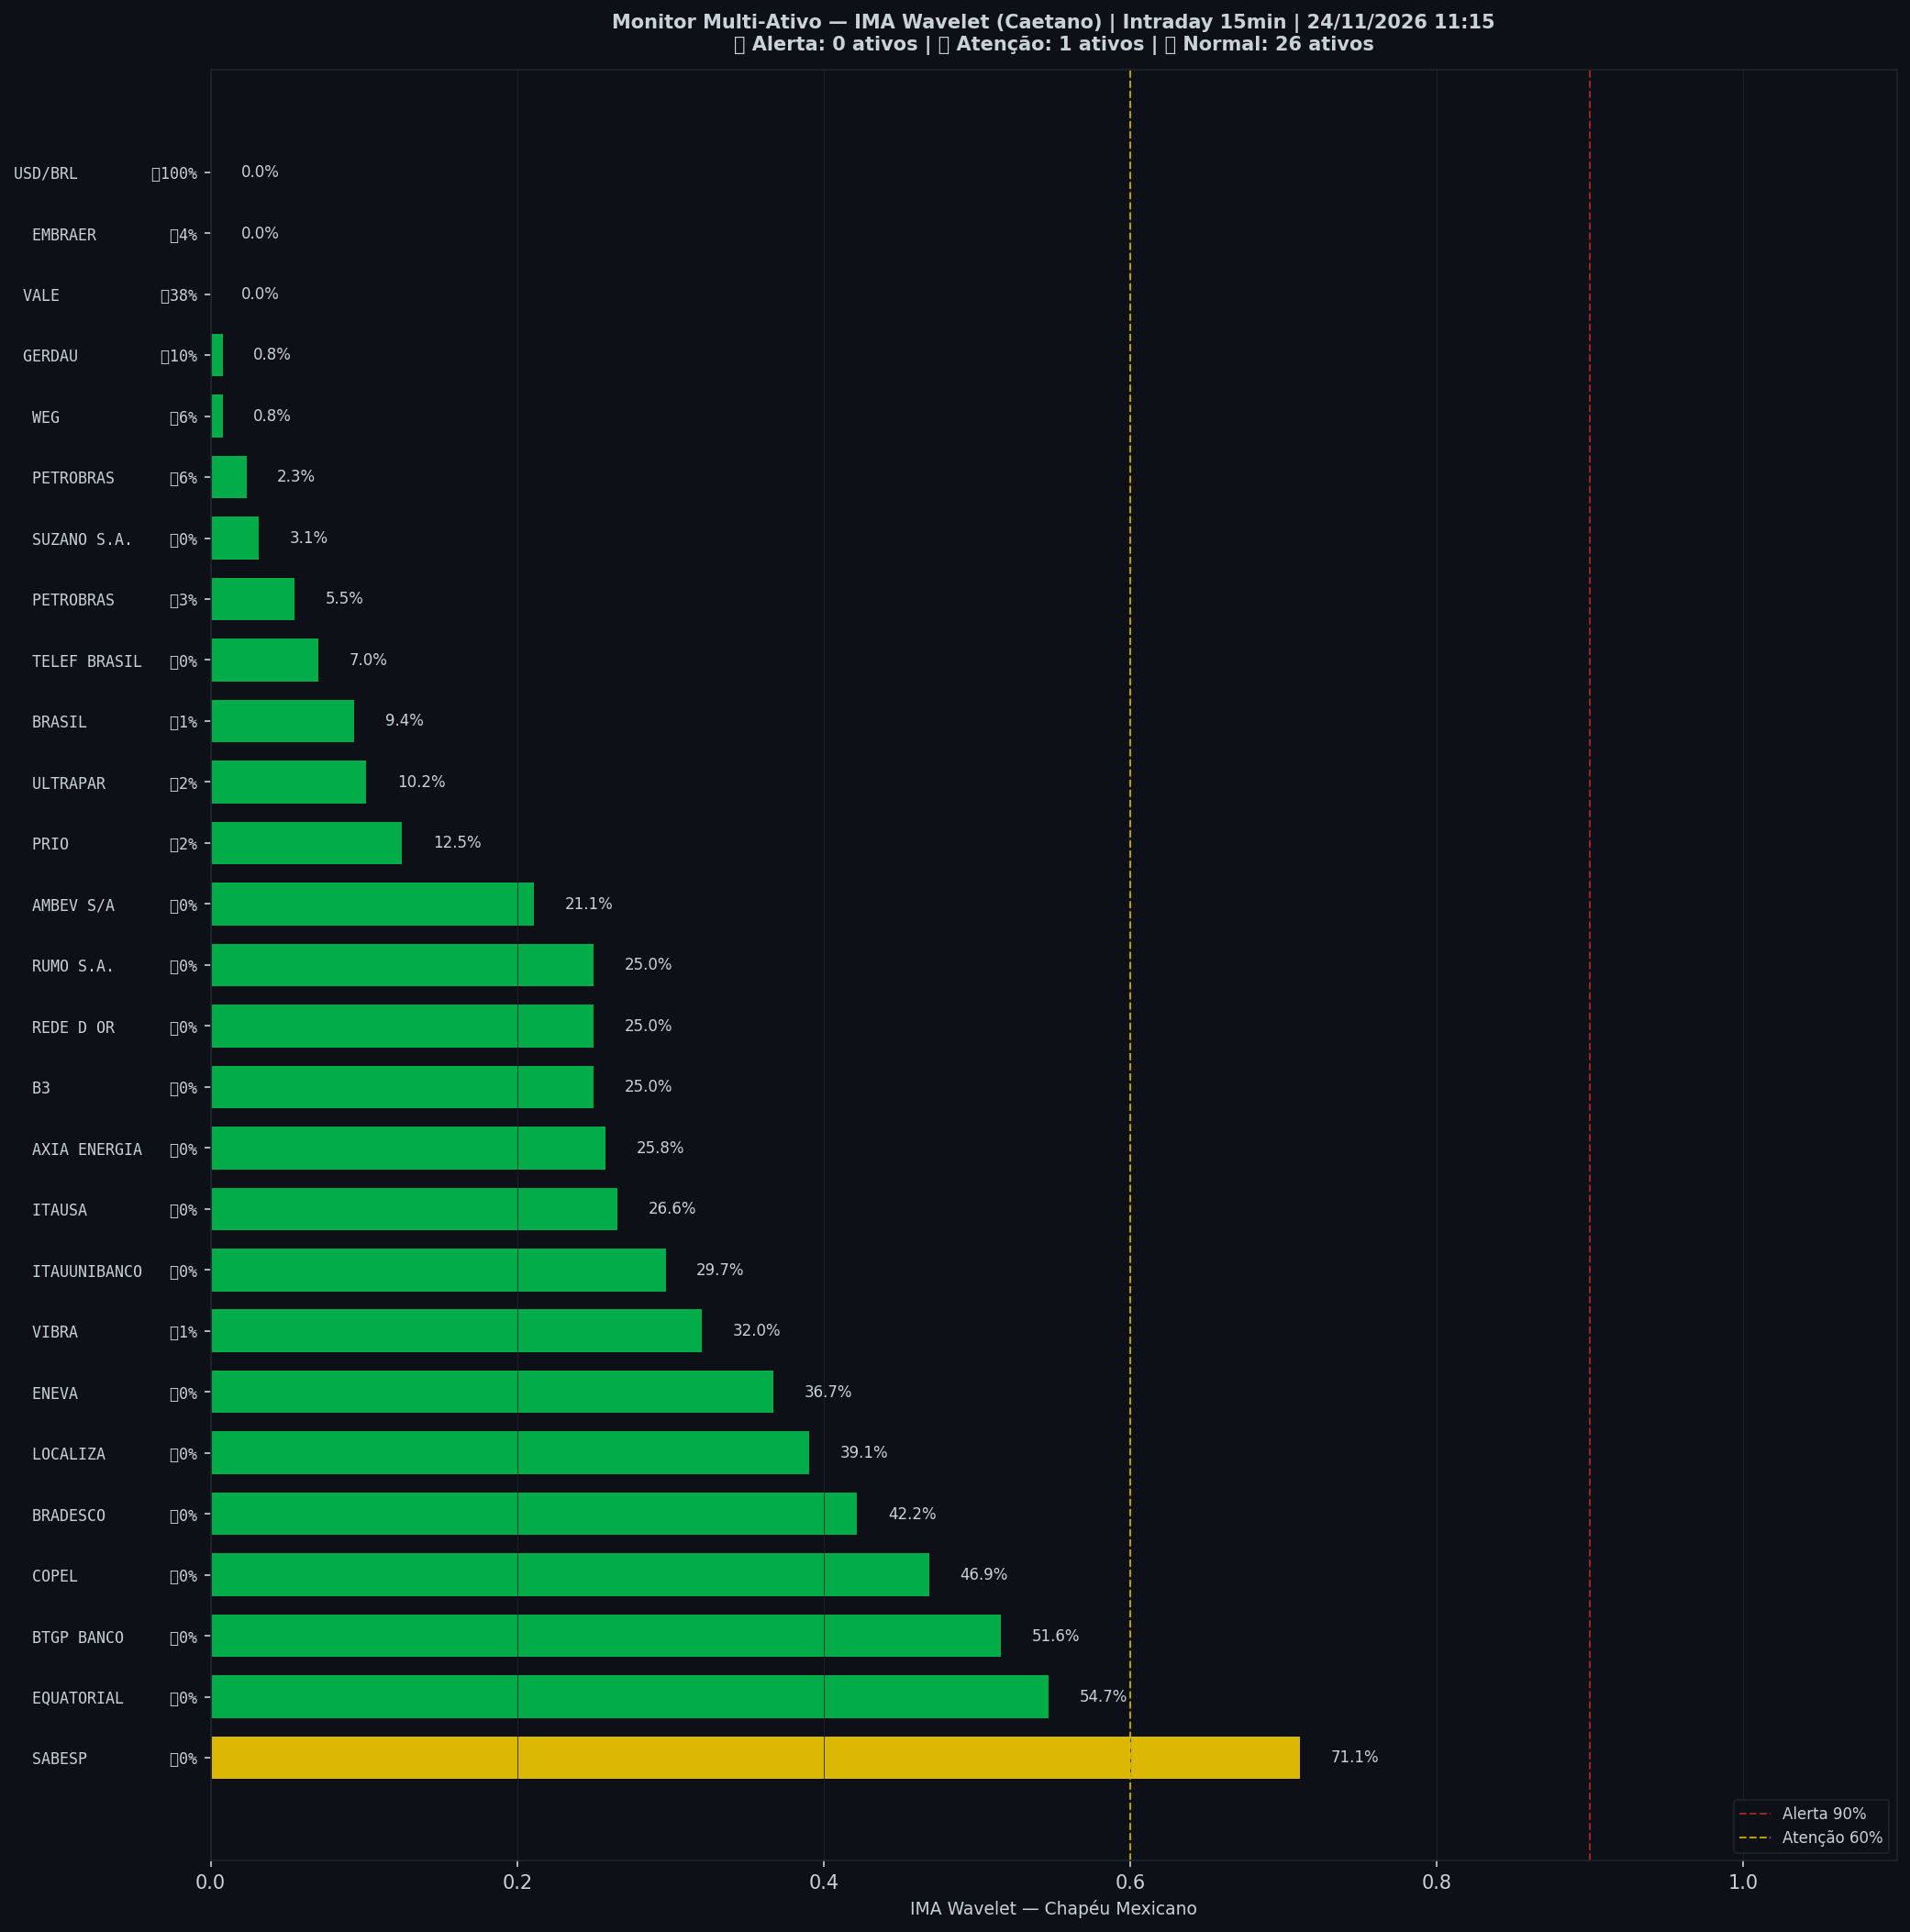 Monitor Multi-Ativo — IMA Wavelet (Caetano) | Intraday 15min | 24/11/2026 11:15
Alerta: 0 ativos | Atenção: 1 ativos | Normal: 26 ativos
USD/BRL 100% 0.0%
EMBRAER 4% 0.0%
VALE 38% 0.0%
GERDAU 10% 0.8%
WEG 6% 0.8%
PETROBRAS 6% 2.3%
SUZANO S.A. 0% 3.1%
PETROBRAS 3% 5.5%
TELEF BRASIL 0% 7.0%
BRASIL 1% 9.4%
ULTRAPAR 2% 10.2%
PRIO 2% 12.5%
AMBEV S/A 0% 21.1%
RUMO S.A. 0% 25.0%
REDE D OR 0% 25.0%
B3 0% 25.0%
AXIA ENERGIA 0% 25.8%
ITAUSA 0% 26.6%
ITAUUNIBANCO 0% 29.7%
VIBRA 1% 32.0%
ENEVA 0% 36.7%
LOCALIZA 0% 39.1%
BRADESCO 0% 42.2%
COPEL 0% 46.9%
BTGP BANCO 0% 51.6%
EQUATORIAL 0% 54.7%
SABESP 0% 71.1%
Alerta 90%
Atenção 60%
0.0 0.2 0.4 0.6 0.8 1.0
IMA Wavelet — Chapéu Mexicano